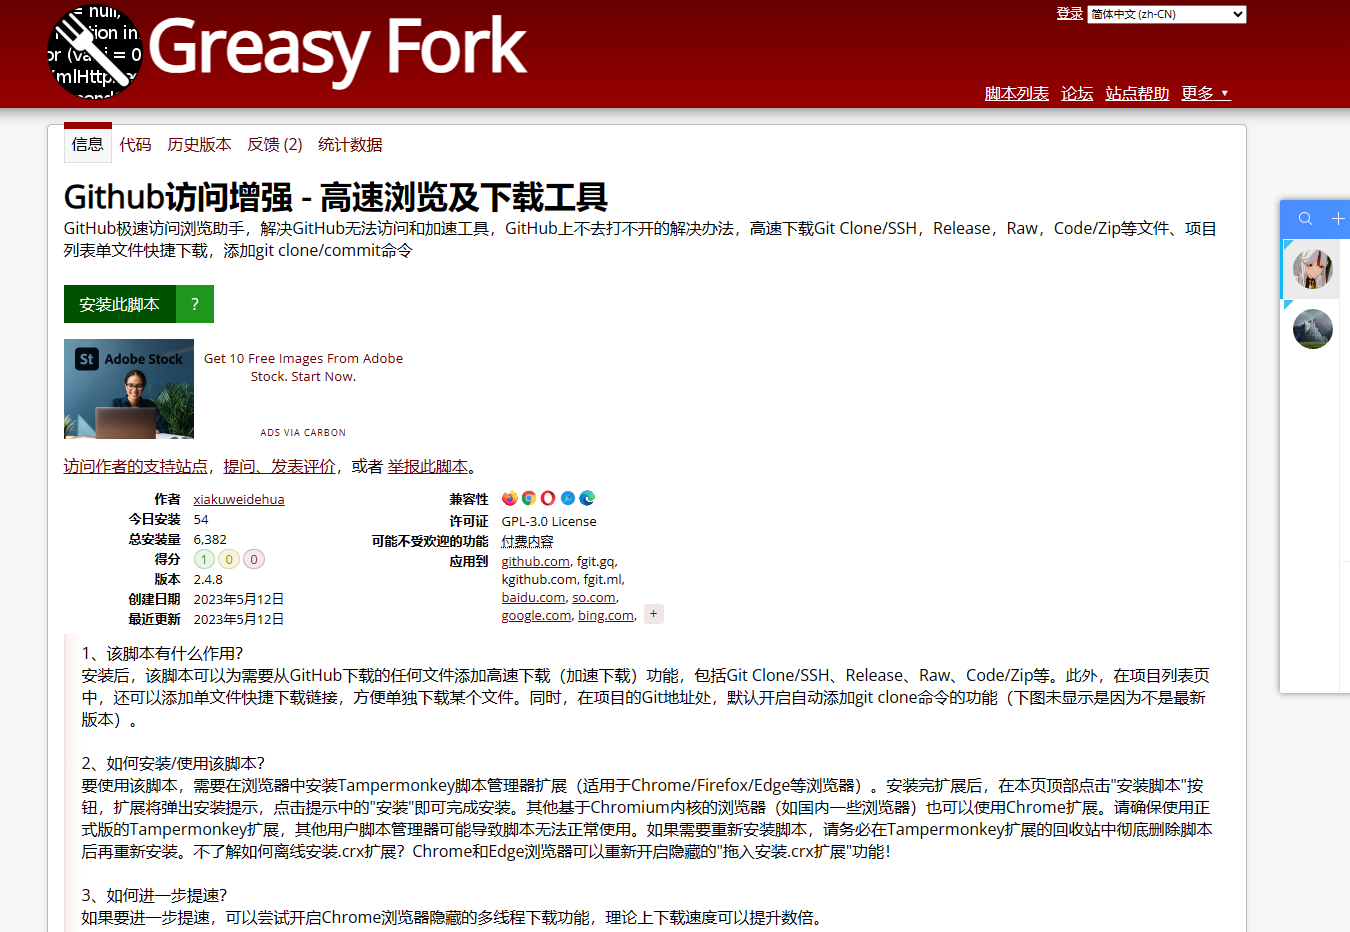 = null,
nction in
or (va i = 0
XmlHttp
Greasy Fork
登录
简体中文 (zh-CN)
脚本列表 论坛 站点帮助 更多 ▼
信息 代码 历史版本 反馈 (2) 统计数据
Github访问增强 - 高速浏览及下载工具
GitHub极速访问浏览助手，解决GitHub无法访问和加速工具，GitHub上不去打不开的解决办法，高速下载Git Clone/SSH，Release，Raw，Code/Zip等文件、项目
列表单文件快捷下载，添加git clone/commit命令
安装此脚本 ?
St Adobe Stock
Get 10 Free Images From Adobe
Stock. Start Now.
ADS VIA CARBON
访问作者的支持站点，提问、发表评价，或者 举报此脚本。
作者 xiakuweidehua
今日安装 54
总安装量 6,382
得分 1 0 0
版本 2.4.8
创建日期 2023年5月12日
最近更新 2023年5月12日
兼容性
许可证 GPL-3.0 License
可能不受欢迎的功能 付费内容
应用到 github.com, fgit.gq,
kgithub.com, fgit.ml,
baidu.com, so.com,
google.com, bing.com, +
1、该脚本有什么作用?
安装后，该脚本可以为需要从GitHub下载的任何文件添加高速下载（加速下载）功能，包括Git Clone/SSH、Release、Raw、Code/Zip等。此外，在项目列表页
中，还可以添加单文件快捷下载链接，方便单独下载某个文件。同时，在项目的Git地址处，默认开启自动添加git clone命令的功能（下图未显示是因为不是最新
版本）。
2、如何安装/使用该脚本?
要使用该脚本，需要在浏览器中安装Tampermonkey脚本管理器扩展（适用于Chrome/Firefox/Edge等浏览器）。安装完扩展后，在本页顶部点击"安装脚本"按
钮，扩展将弹出安装提示，点击提示中的"安装"即可完成安装。其他基于Chromium内核的浏览器（如国内一些浏览器）也可以使用Chrome扩展。请确保使用正
式版的Tampermonkey扩展，其他用户脚本管理器可能导致脚本无法正常使用。如果需要重新安装脚本，请务必在Tampermonkey扩展的回收站中彻底删除脚本
后再重新安装。不了解如何离线安装.crx扩展？Chrome和Edge浏览器可以重新开启隐藏的"拖入安装.crx扩展"功能！
3、如何进一步提速?
如果要进一步提速，可以尝试开启Chrome浏览器隐藏的多线程下载功能，理论上下载速度可以提升数倍。